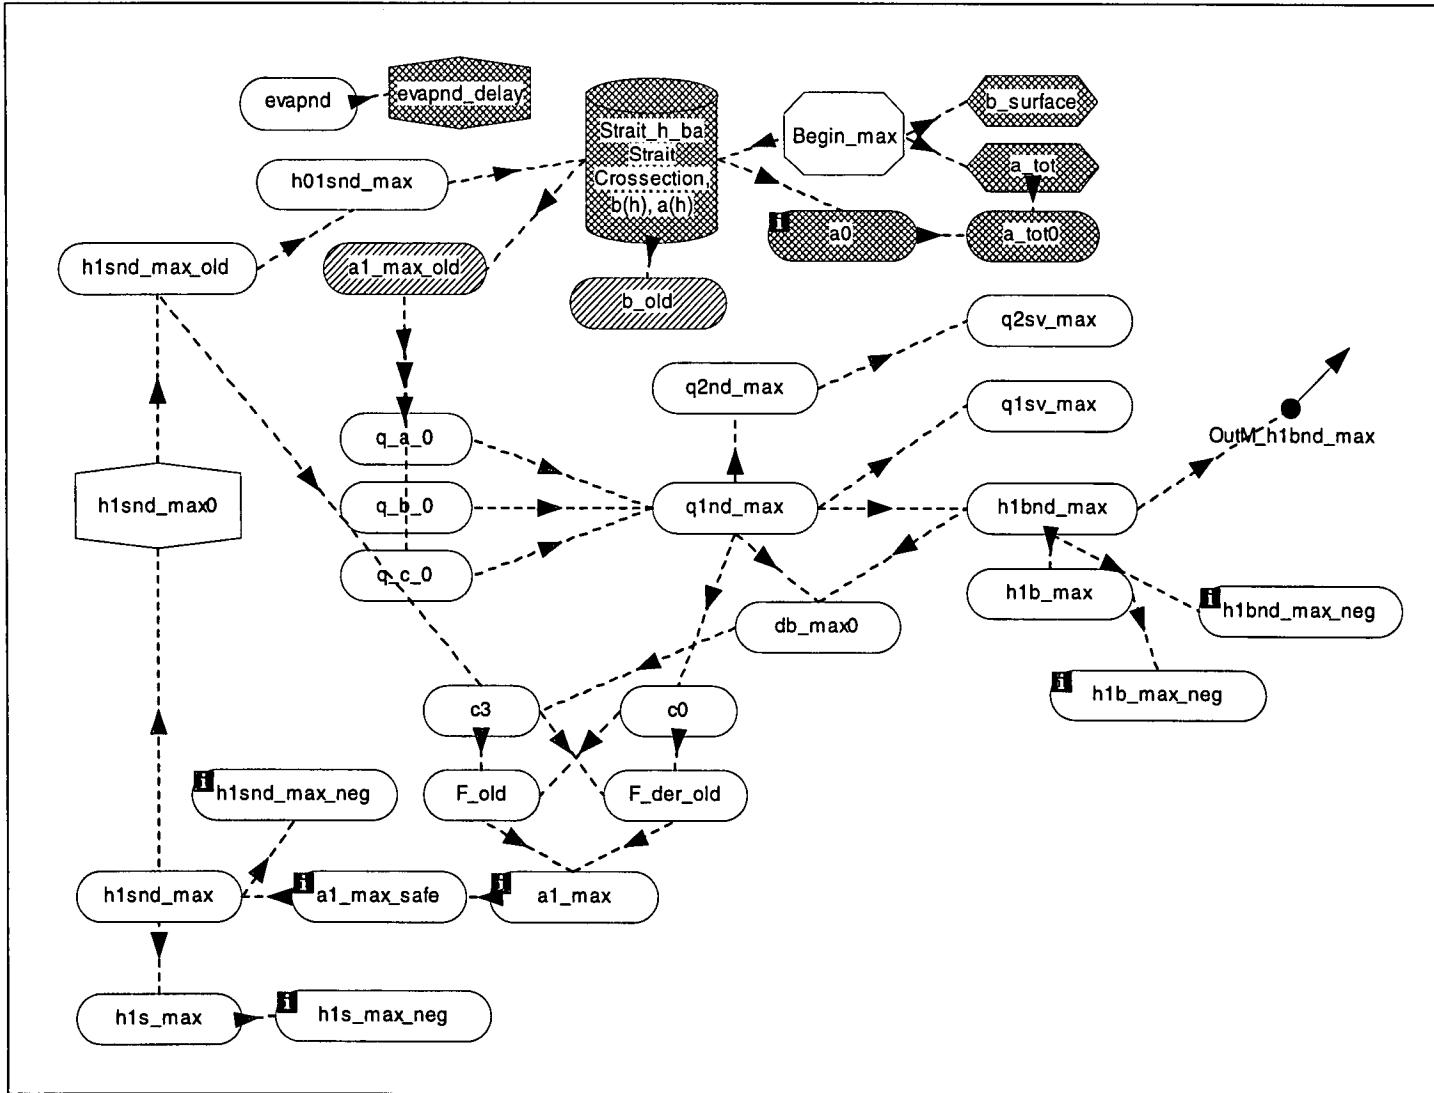 evapnd
evapnd_delay
Strait_h_ba
Strait
Crossection,
b(h), a(h)
Begin_max
b_surface
a_tot
h01snd_max
i
a0
a_tot0
h1snd_max_old
a1_max_old
b_old
q2sv_max
q2nd_max
q1sv_max
OutM_h1bnd_max
q_a_0
h1snd_max0
q_b_0
q1nd_max
h1bnd_max
q_c_0
h1b_max
i
h1bnd_max_neg
db_max0
i
h1b_max_neg
c3
c0
i
h1snd_max_neg
F_old
F_der_old
h1snd_max
i
a1_max_safe
i
a1_max
h1s_max
i
h1s_max_neg